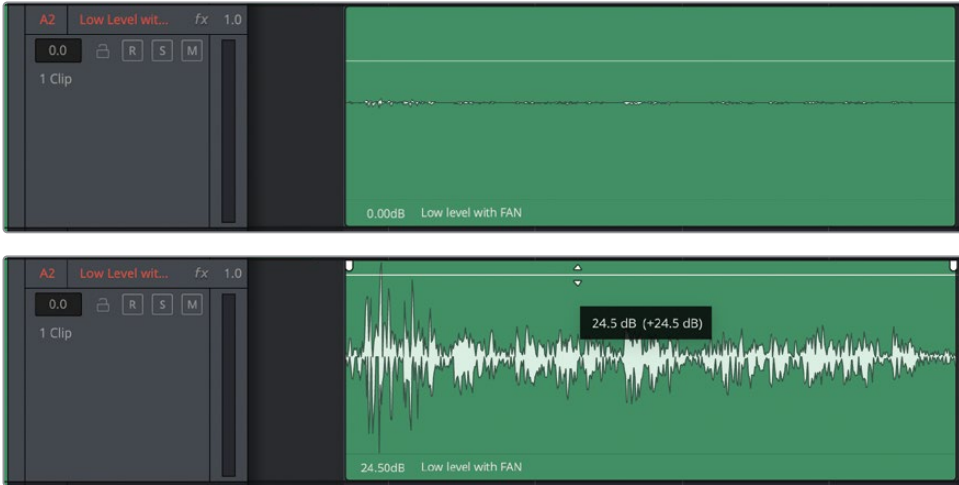 A2 Low Level wit... fx 1.0
0.0 R S M
1 Clip
0.00dB Low level with FAN
A2 Low Level wit... fx 1.0
0.0 R S M
24.5 dB (+24.5 dB)
1 Clip
24.50dB Low level with FAN